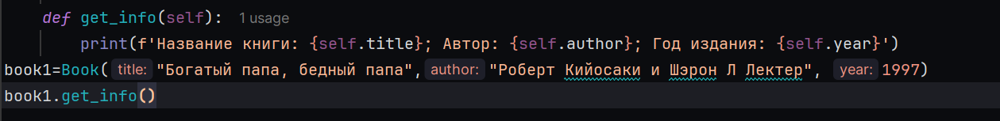 def get_info(self): 1 usage
print(f'Название книги: {self.title}; Автор: {self.author}; Год издания: {self.year}')
book1=Book( title: "Богатый папа, бедный папа", author: "Роберт Кийосаки и Шэрон Л Лектер", year: 1997)
book1.get_info()